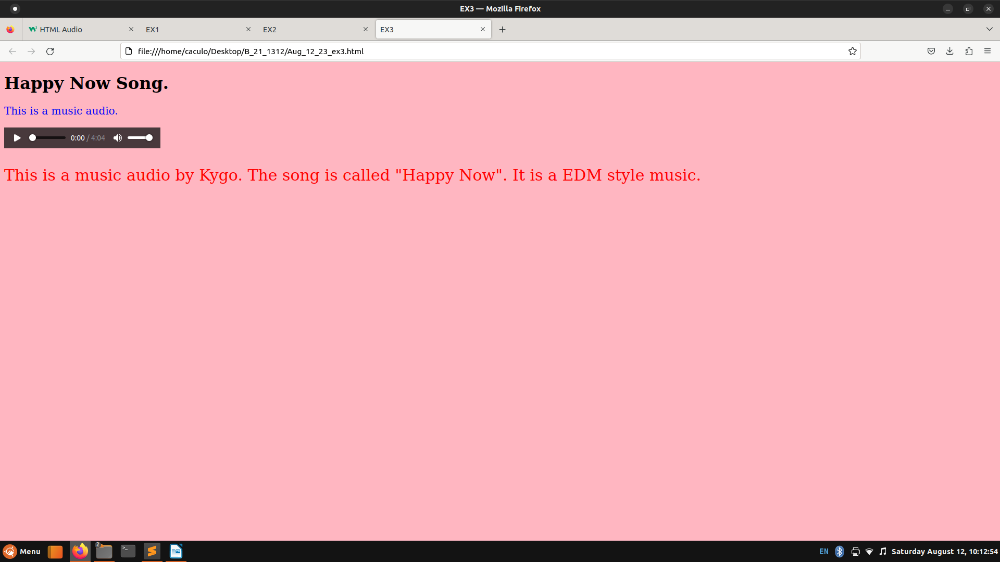 EX3 — Mozilla Firefox
HTML Audio
EX1
EX2
EX3
file:///home/caculo/Desktop/B_21_1312/Aug_12_23_ex3.html
Happy Now Song.
This is a music audio.
0:00 / 4:04
This is a music audio by Kygo. The song is called "Happy Now". It is a EDM style music.
Menu
2
EN
Saturday August 12, 10:12:54